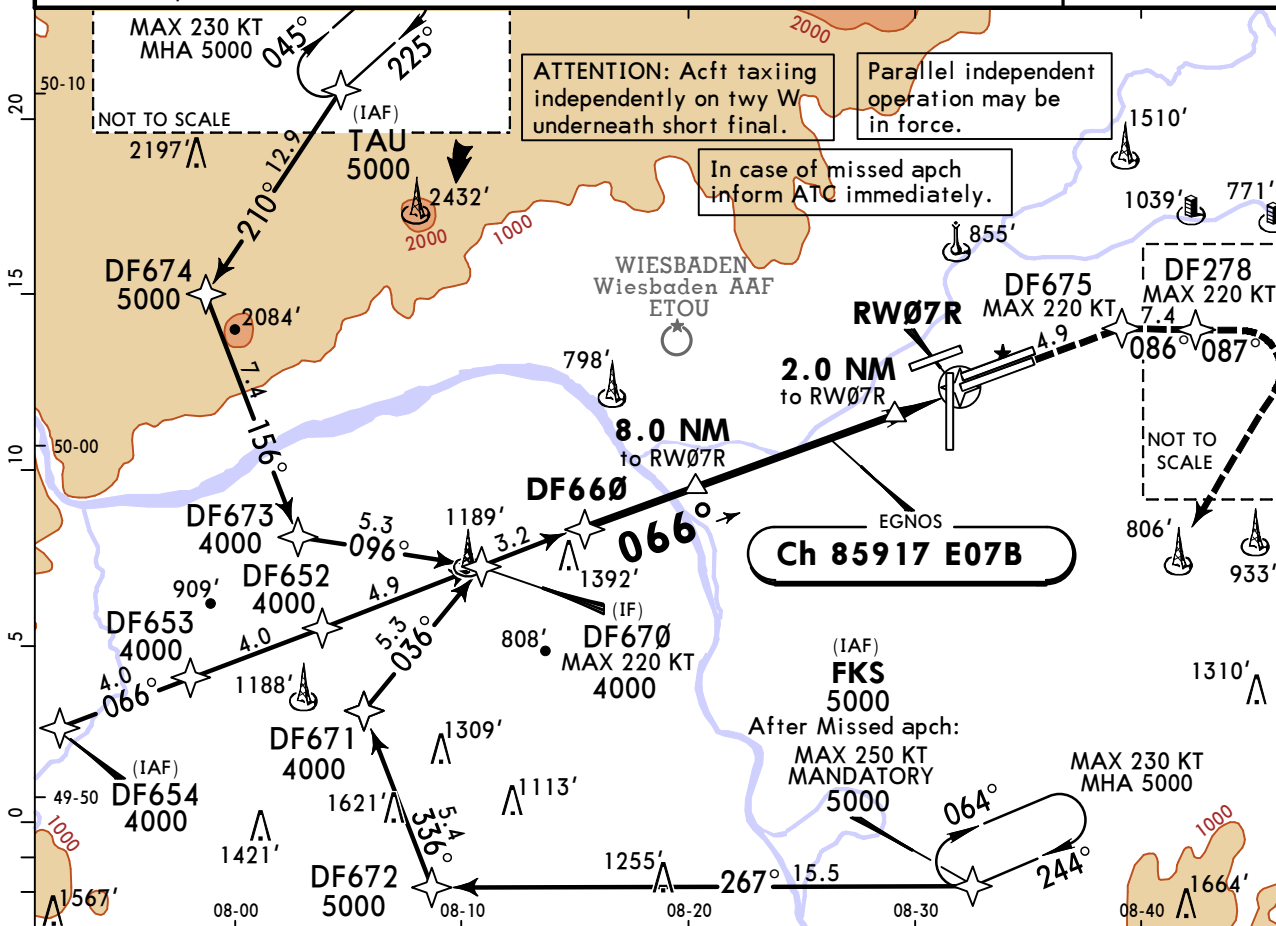 MAX 230 KT
MHA 5000
045°
225°
NOT TO SCALE
(IAF)
TAU
5000
2197'
12.9
210°
2432'
2000
1000
2000
ATTENTION: Acft taxiing
independently on twy W
underneath short final.
Parallel independent
operation may be
in force.
In case of missed apch
inform ATC immediately.
1510'
1039'
771'
855'
50-10
20
15
10
5
0
50-00
49-50
DF674
5000
2084'
7.4
156°
WIESBADEN
Wiesbaden AAF
ETOU
798'
RWØ7R
DF675
MAX 220 KT
4.9
DF278
MAX 220 KT
7.4
086°
087°
NOT TO
SCALE
2.0 NM
to RWØ7R
8.0 NM
to RWØ7R
DF66Ø
066°
EGNOS
Ch 85917 E07B
806'
933'
DF673
4000
5.3
096°
1189'
3.2
1392'
DF652
4000
4.9
909'
DF653
4000
4.0
4.0
066°
(IAF)
DF654
4000
1188'
(IF)
DF67Ø
MAX 220 KT
4000
808'
5.3
036°
DF671
4000
1309'
1113'
1621'
1421'
5.4
336°
DF672
5000
1255'
267°
15.5
(IAF)
FKS
5000
After Missed apch:
MAX 250 KT
MANDATORY
5000
MAX 230 KT
MHA 5000
064°
244°
1310'
1000
1664'
1000
1567'
08-00
08-10
08-20
08-30
08-40